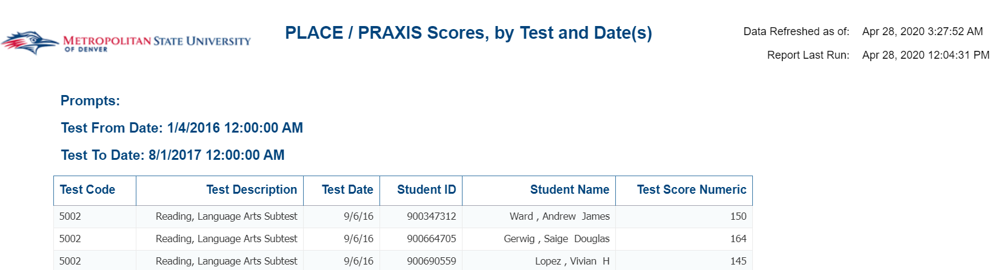 METROPOLITAN STATE UNIVERSITY
OF DENVER
PLACE / PRAXIS Scores, by Test and Date(s)
Data Refreshed as of: Apr 28, 2020 3:27:52 AM
Report Last Run: Apr 28, 2020 12:04:31 PM
Prompts:
Test From Date: 1/4/2016 12:00:00 AM
Test To Date: 8/1/2017 12:00:00 AM
Test Code Test Description Test Date Student ID Student Name Test Score Numeric
5002 Reading, Language Arts Subtest 9/6/16 900347312 Ward , Andrew James 150
5002 Reading, Language Arts Subtest 9/6/16 900664705 Gerwig , Saige Douglas 164
5002 Reading, Language Arts Subtest 9/6/16 900690559 Lopez , Vivian H 145